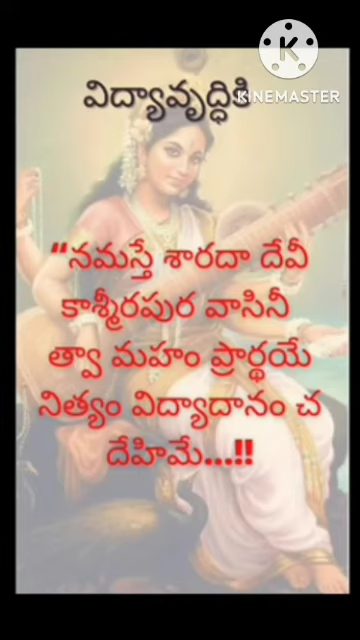 విద్యావృద్ధికి
KINEMASTER
“నమస్తే శారదా దేవీ
కాశ్మీరపుర వాసినీ
త్వా మహం ప్రార్థయే
నిత్యం విద్యాదానం చ
దేహిమే...!!